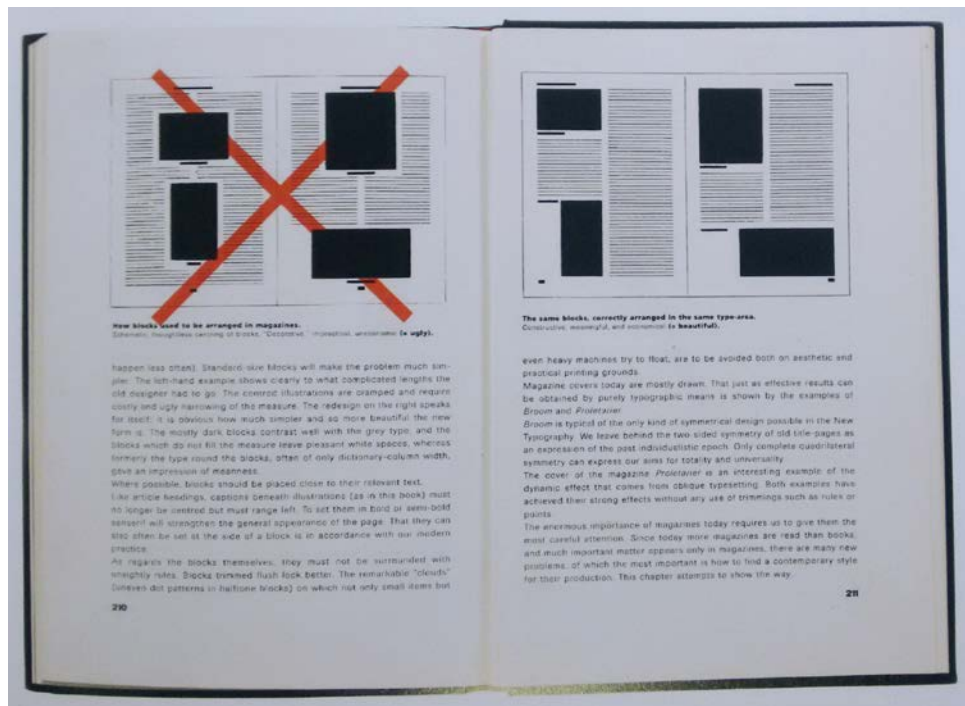 How blocks used to be arranged in magazines.
Schematic, thoughtless centring of blocks. "Decorative," impractical, uneconomic (= ugly).
happen less often). Standard size blocks will make the problem much sim-
pler. The left-hand example shows clearly to what complicated lengths the
old designer had to go. The centred illustrations are cramped and require
costly and ugly narrowing of the measure. The redesign on the right speaks
for itself: it is obvious how much simpler and so more beautiful the new
form is. The mostly dark blocks contrast well with the grey type, and the
blocks which do not fill the measure leave pleasant white spaces, whereas
formerly the type round the blocks, often of only dictionary-column width,
gave an impression of meanness.
Where possible, blocks should be placed close to their relevant text.
Like article headings, captions beneath illustrations (as in this book) must
no longer be centred but must range left. To set them in bold or semi-bold
sanserif will strengthen the general appearance of the page. That they can
also often be set at the side of a block is in accordance with our modern
practice.
As regards the blocks themselves, they must not be surrounded with
unsightly rules. Blocks trimmed flush look better. The remarkable "clouds"
(uneven dot patterns in halftone blocks) on which not only small items but
210
The same blocks, correctly arranged in the same type-area.
Constructive, meaningful, and economical (= beautiful).
even heavy machines try to float, are to be avoided both on aesthetic and
practical printing grounds.
Magazine covers today are mostly drawn. That just as effective results can
be obtained by purely typographic means is shown by the examples of
Broom and Proletarier.
Broom is typical of the only kind of symmetrical design possible in the New
Typography. We leave behind the two-sided symmetry of old title-pages as
an expression of the past individualistic epoch. Only complete quadrilateral
symmetry can express our aims for totality and universality.
The cover of the magazine Proletarier is an interesting example of the
dynamic effect that comes from oblique typesetting. Both examples have
achieved their strong effects without any use of trimmings such as rules or
points.
The enormous importance of magazines today requires us to give them the
most careful attention. Since today more magazines are read than books,
and much important matter appears only in magazines, there are many new
problems, of which the most important is how to find a contemporary style
for their production. This chapter attempts to show the way.
211